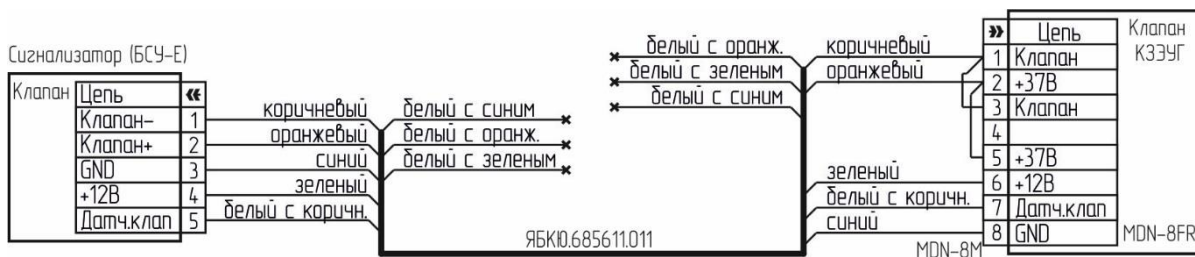 Сигнализатор (БСУ-Е)
Клапан
Цепь
Клапан- 1
Клапан+ 2
GND 3
+12В 4
Датч.клап 5
коричневый
оранжевый
синий
зеленый
белый с коричн.
белый с синим
белый с оранж.
белый с зеленым
ЯБКЮ.685611.011
белый с оранж.
белый с зеленым
белый с синим
коричневый
оранжевый
зеленый
белый с коричн.
синий
MDN-8M
Цепь
1 Клапан
2 +37В
3 Клапан
4
5 +37В
6 +12В
7 Датч.клап
8 GND
Клапан
КЗЭУГ
MDN-8FR